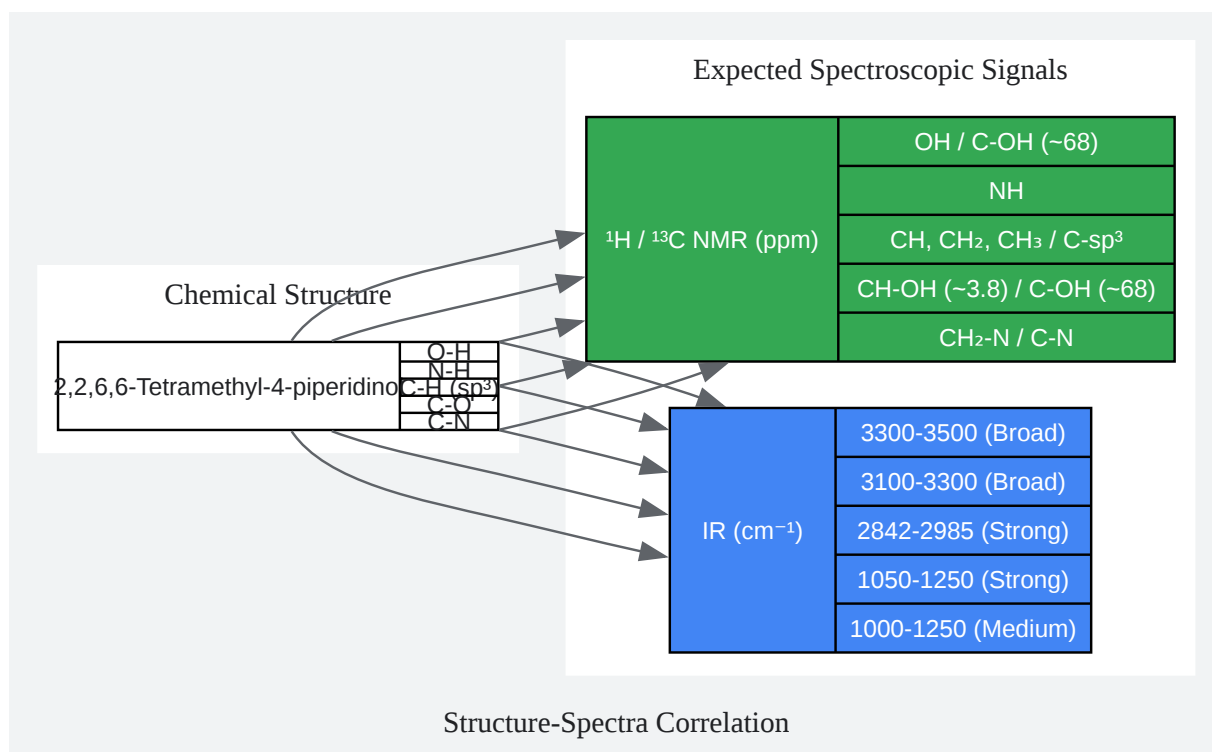 Expected Spectroscopic Signals
¹H / ¹³C NMR (ppm)
OH / C-OH (~68)
NH
CH, CH₂, CH₃ / C-sp³
CH-OH (~3.8) / C-OH (~68)
CH₂-N / C-N
Chemical Structure
2,2,6,6-Tetramethyl-4-piperidino
O-H
N-H
C-H (sp³)
C-O
C-N
IR (cm⁻¹)
3300-3500 (Broad)
3100-3300 (Broad)
2842-2985 (Strong)
1050-1250 (Strong)
1000-1250 (Medium)
Structure-Spectra Correlation